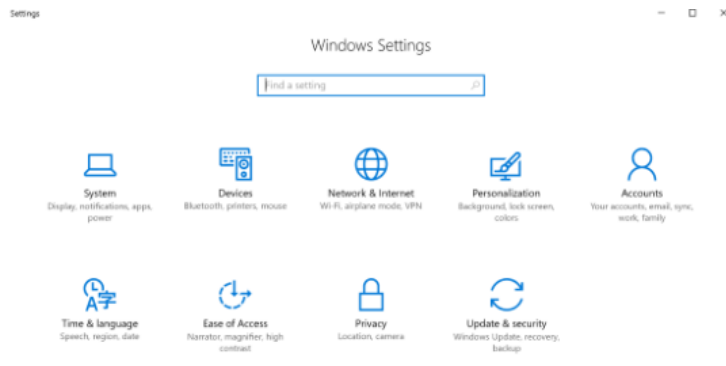 Settings
Windows Settings
Find a setting
System
Display, notifications, apps,
power
Devices
Bluetooth, printers, mouse
Network & Internet
Wi-Fi, airplane mode, VPN
Personalization
Background, lock screen,
colors
Accounts
Your accounts, email, sync,
work, family
Time & language
Speech, region, date
Ease of Access
Narrator, magnifier, high
contrast
Privacy
Location, camera
Update & security
Windows Update, recovery,
backup